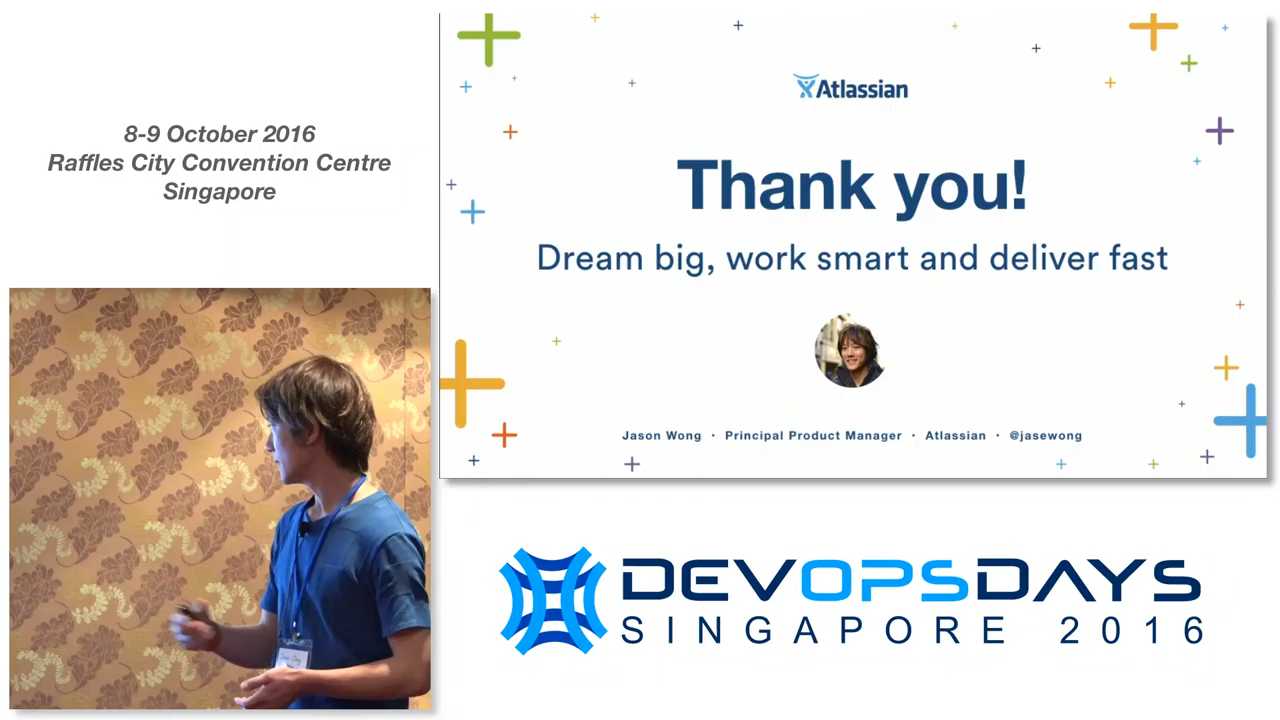 8-9 October 2016
Raffles City Convention Centre
Singapore
Atlassian
Thank you!
Dream big, work smart and deliver fast
Jason Wong · Principal Product Manager · Atlassian · @jasewong
DEVOPSDAYS
SINGAPORE 2016